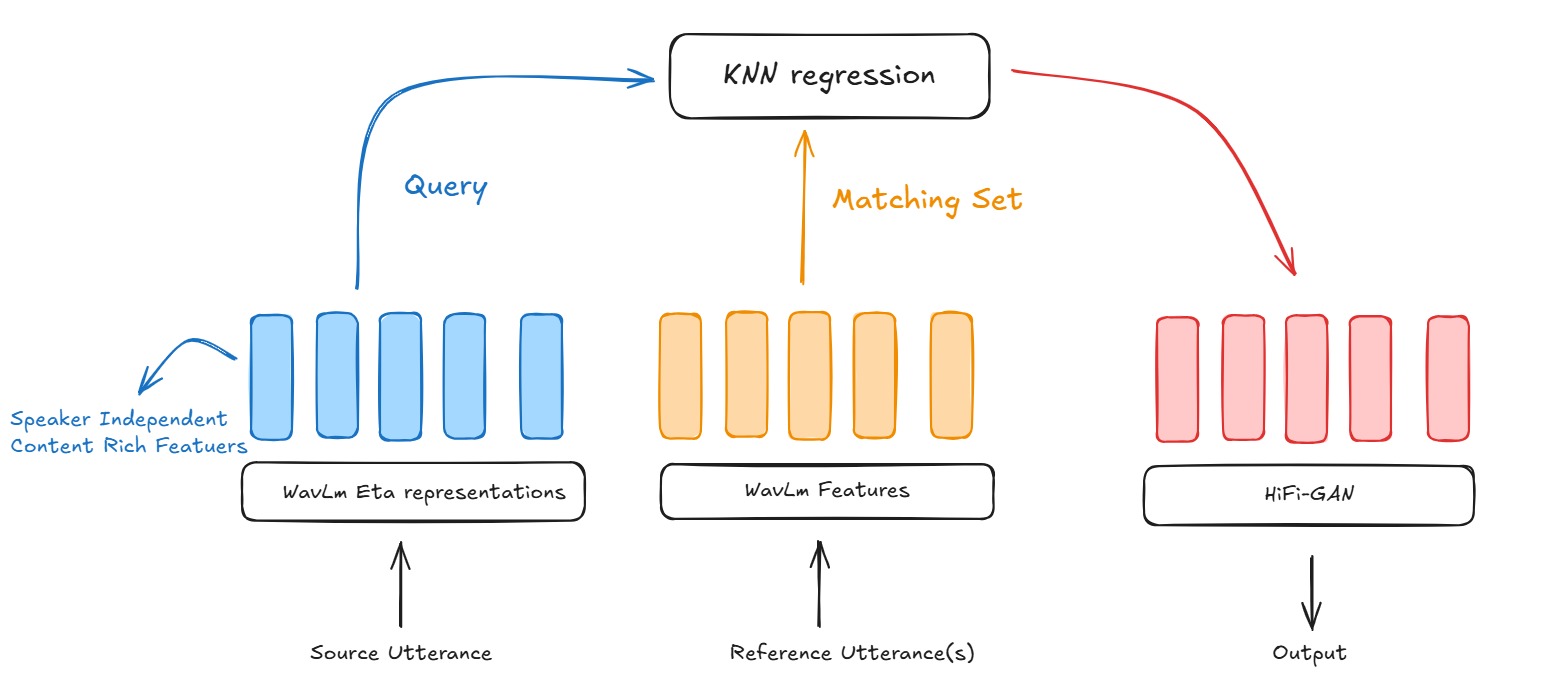 KNN regression
Query
Matching Set
Speaker Independent
Content Rich Featuers
WavLm Eta representations
WavLm Features
HiFi-GAN
Source Utterance
Reference Utterance(s)
Output